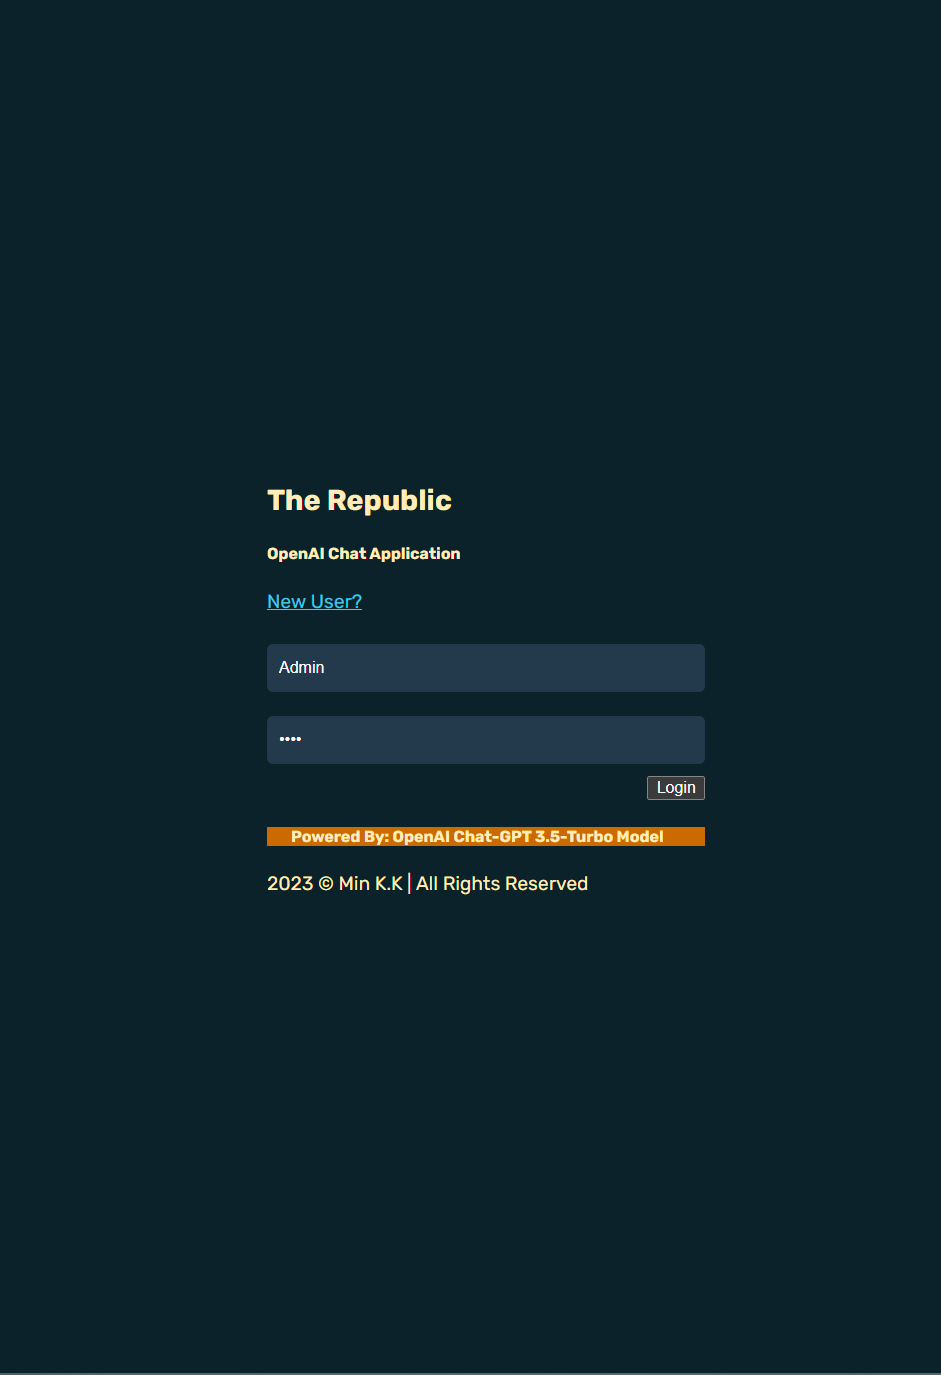 The Republic
OpenAI Chat Application
New User?
Admin
••••
Login
Powered By: OpenAI Chat-GPT 3.5-Turbo Model
2023 © Min K.K | All Rights Reserved